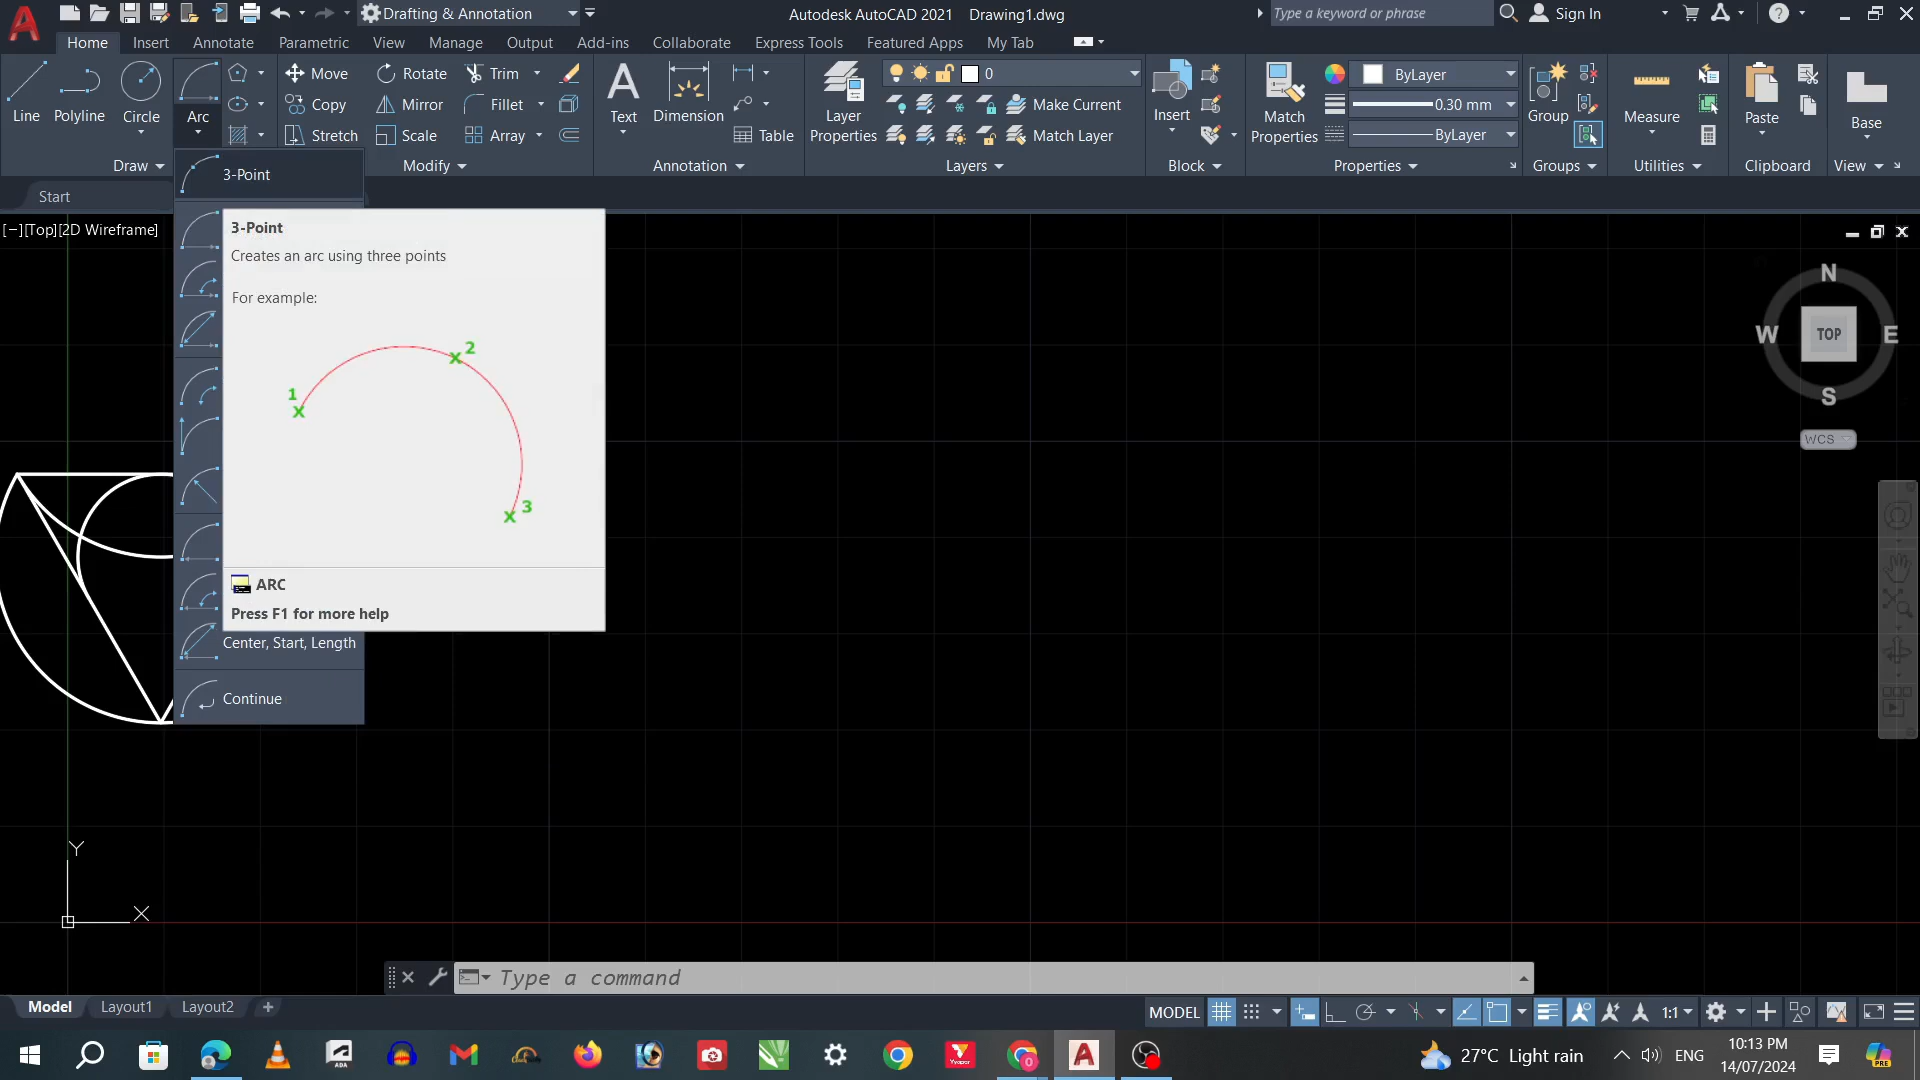 Drafting & Annotation
Autodesk AutoCAD 2021 Drawing1.dwg
Type a keyword or phrase
Sign In
Home Insert Annotate Parametric View Manage Output Add-ins Collaborate Express Tools Featured Apps My Tab
Line Polyline Circle Arc
Move Rotate Trim
Copy Mirror Fillet
Stretch Scale Array
Text Dimension
Table
Layer Properties
0
Make Current
Match Layer
Insert
Match Properties
ByLayer
0.30 mm
ByLayer
Group
Measure
Paste
Base
Draw Modify Annotation Layers Block Properties Groups Utilities Clipboard View
Start
3-Point
[−][Top][2D Wireframe]
3-Point
Creates an arc using three points
For example:
1
2
3
ARC
Press F1 for more help
Center, Start, Length
Continue
N
W TOP E
S
WCS
Y
X
Type a command
Model Layout1 Layout2 +
MODEL 1:1
ADA
Vyapar
27°C Light rain
ENG
10:13 PM
14/07/2024
PRE